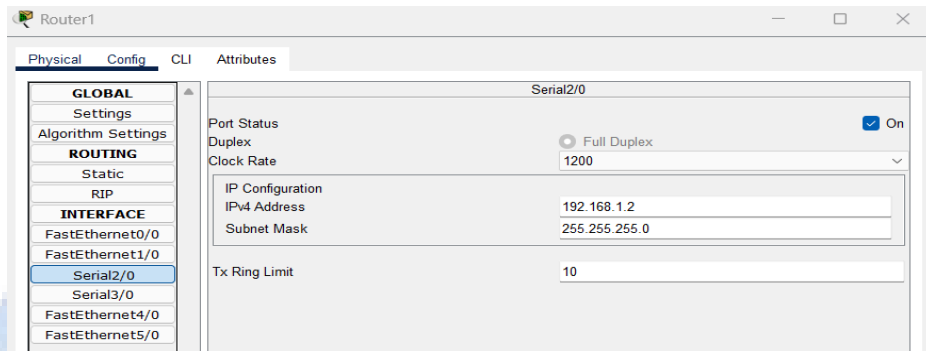 Router1
Physical Config CLI Attributes
GLOBAL
Settings
Algorithm Settings
ROUTING
Static
RIP
INTERFACE
FastEthernet0/0
FastEthernet1/0
Serial2/0
Serial3/0
FastEthernet4/0
FastEthernet5/0
Serial2/0
Port Status On
Duplex Full Duplex
Clock Rate 1200
IP Configuration
IPv4 Address 192.168.1.2
Subnet Mask 255.255.255.0
Tx Ring Limit 10